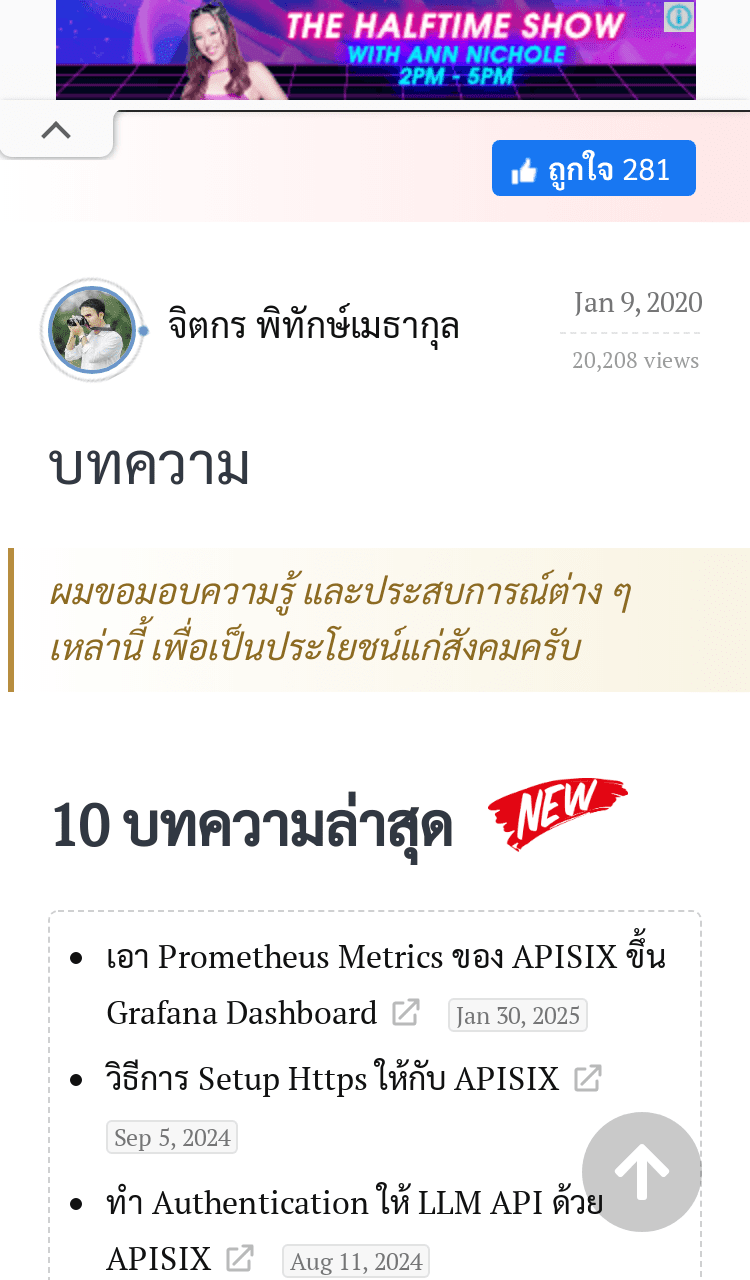 THE HALFTIME SHOW
WITH ANN NICHOLE
2PM - 5PM
ถูกใจ 281
จิตกร พิทักษ์เมธากุล
Jan 9, 2020
20,208 views
บทความ
ผมขอมอบความรู้ และประสบการณ์ต่าง ๆ
เหล่านี้ เพื่อเป็นประโยชน์แก่สังคมครับ
10 บทความล่าสุด NEW
เอา Prometheus Metrics ของ APISIX ขึ้น
Grafana Dashboard Jan 30, 2025
วิธีการ Setup Https ให้กับ APISIX
Sep 5, 2024
ทำ Authentication ให้ LLM API ด้วย
APISIX Aug 11, 2024